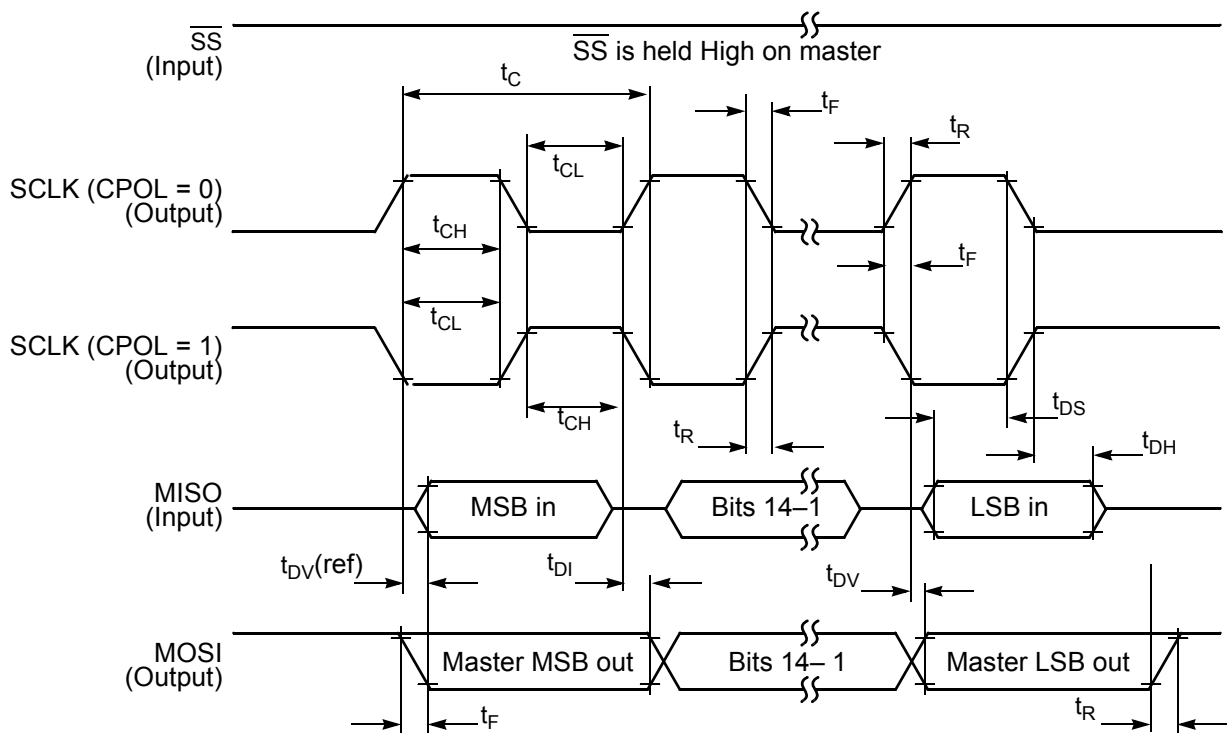 SS
(Input)
SS is held High on master
tC
tF
tR
tCL
SCLK (CPOL = 0)
(Output)
tCH
tF
tCL
SCLK (CPOL = 1)
(Output)
tCH
tR
tDS
tDH
MISO
(Input)
MSB in
Bits 14–1
LSB in
tDV(ref)
tDI
tDV
MOSI
(Output)
Master MSB out
Bits 14– 1
Master LSB out
tF
tR